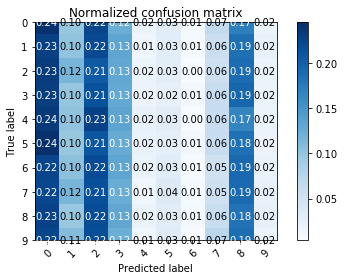 Normalized confusion matrix
0 0.24 0.10 0.22 0.12 0.02 0.03 0.01 0.07 0.17 0.02
1 0.23 0.10 0.22 0.13 0.01 0.03 0.01 0.06 0.19 0.02
2 0.23 0.12 0.21 0.13 0.02 0.03 0.00 0.06 0.19 0.02
3 0.23 0.10 0.21 0.13 0.01 0.03 0.01 0.06 0.19 0.02
4 0.24 0.10 0.23 0.13 0.02 0.03 0.00 0.06 0.17 0.02
5 0.24 0.10 0.22 0.12 0.01 0.03 0.01 0.06 0.18 0.02
6 0.22 0.10 0.22 0.13 0.02 0.02 0.01 0.05 0.19 0.02
7 0.22 0.12 0.21 0.13 0.01 0.04 0.01 0.05 0.19 0.02
8 0.23 0.10 0.22 0.13 0.02 0.03 0.01 0.06 0.18 0.02
9 0.22 0.11 0.22 0.13 0.01 0.03 0.01 0.06 0.19 0.02
0 1 2 3 4 5 6 7 8 9
True label
Predicted label
0.20
0.15
0.10
0.05